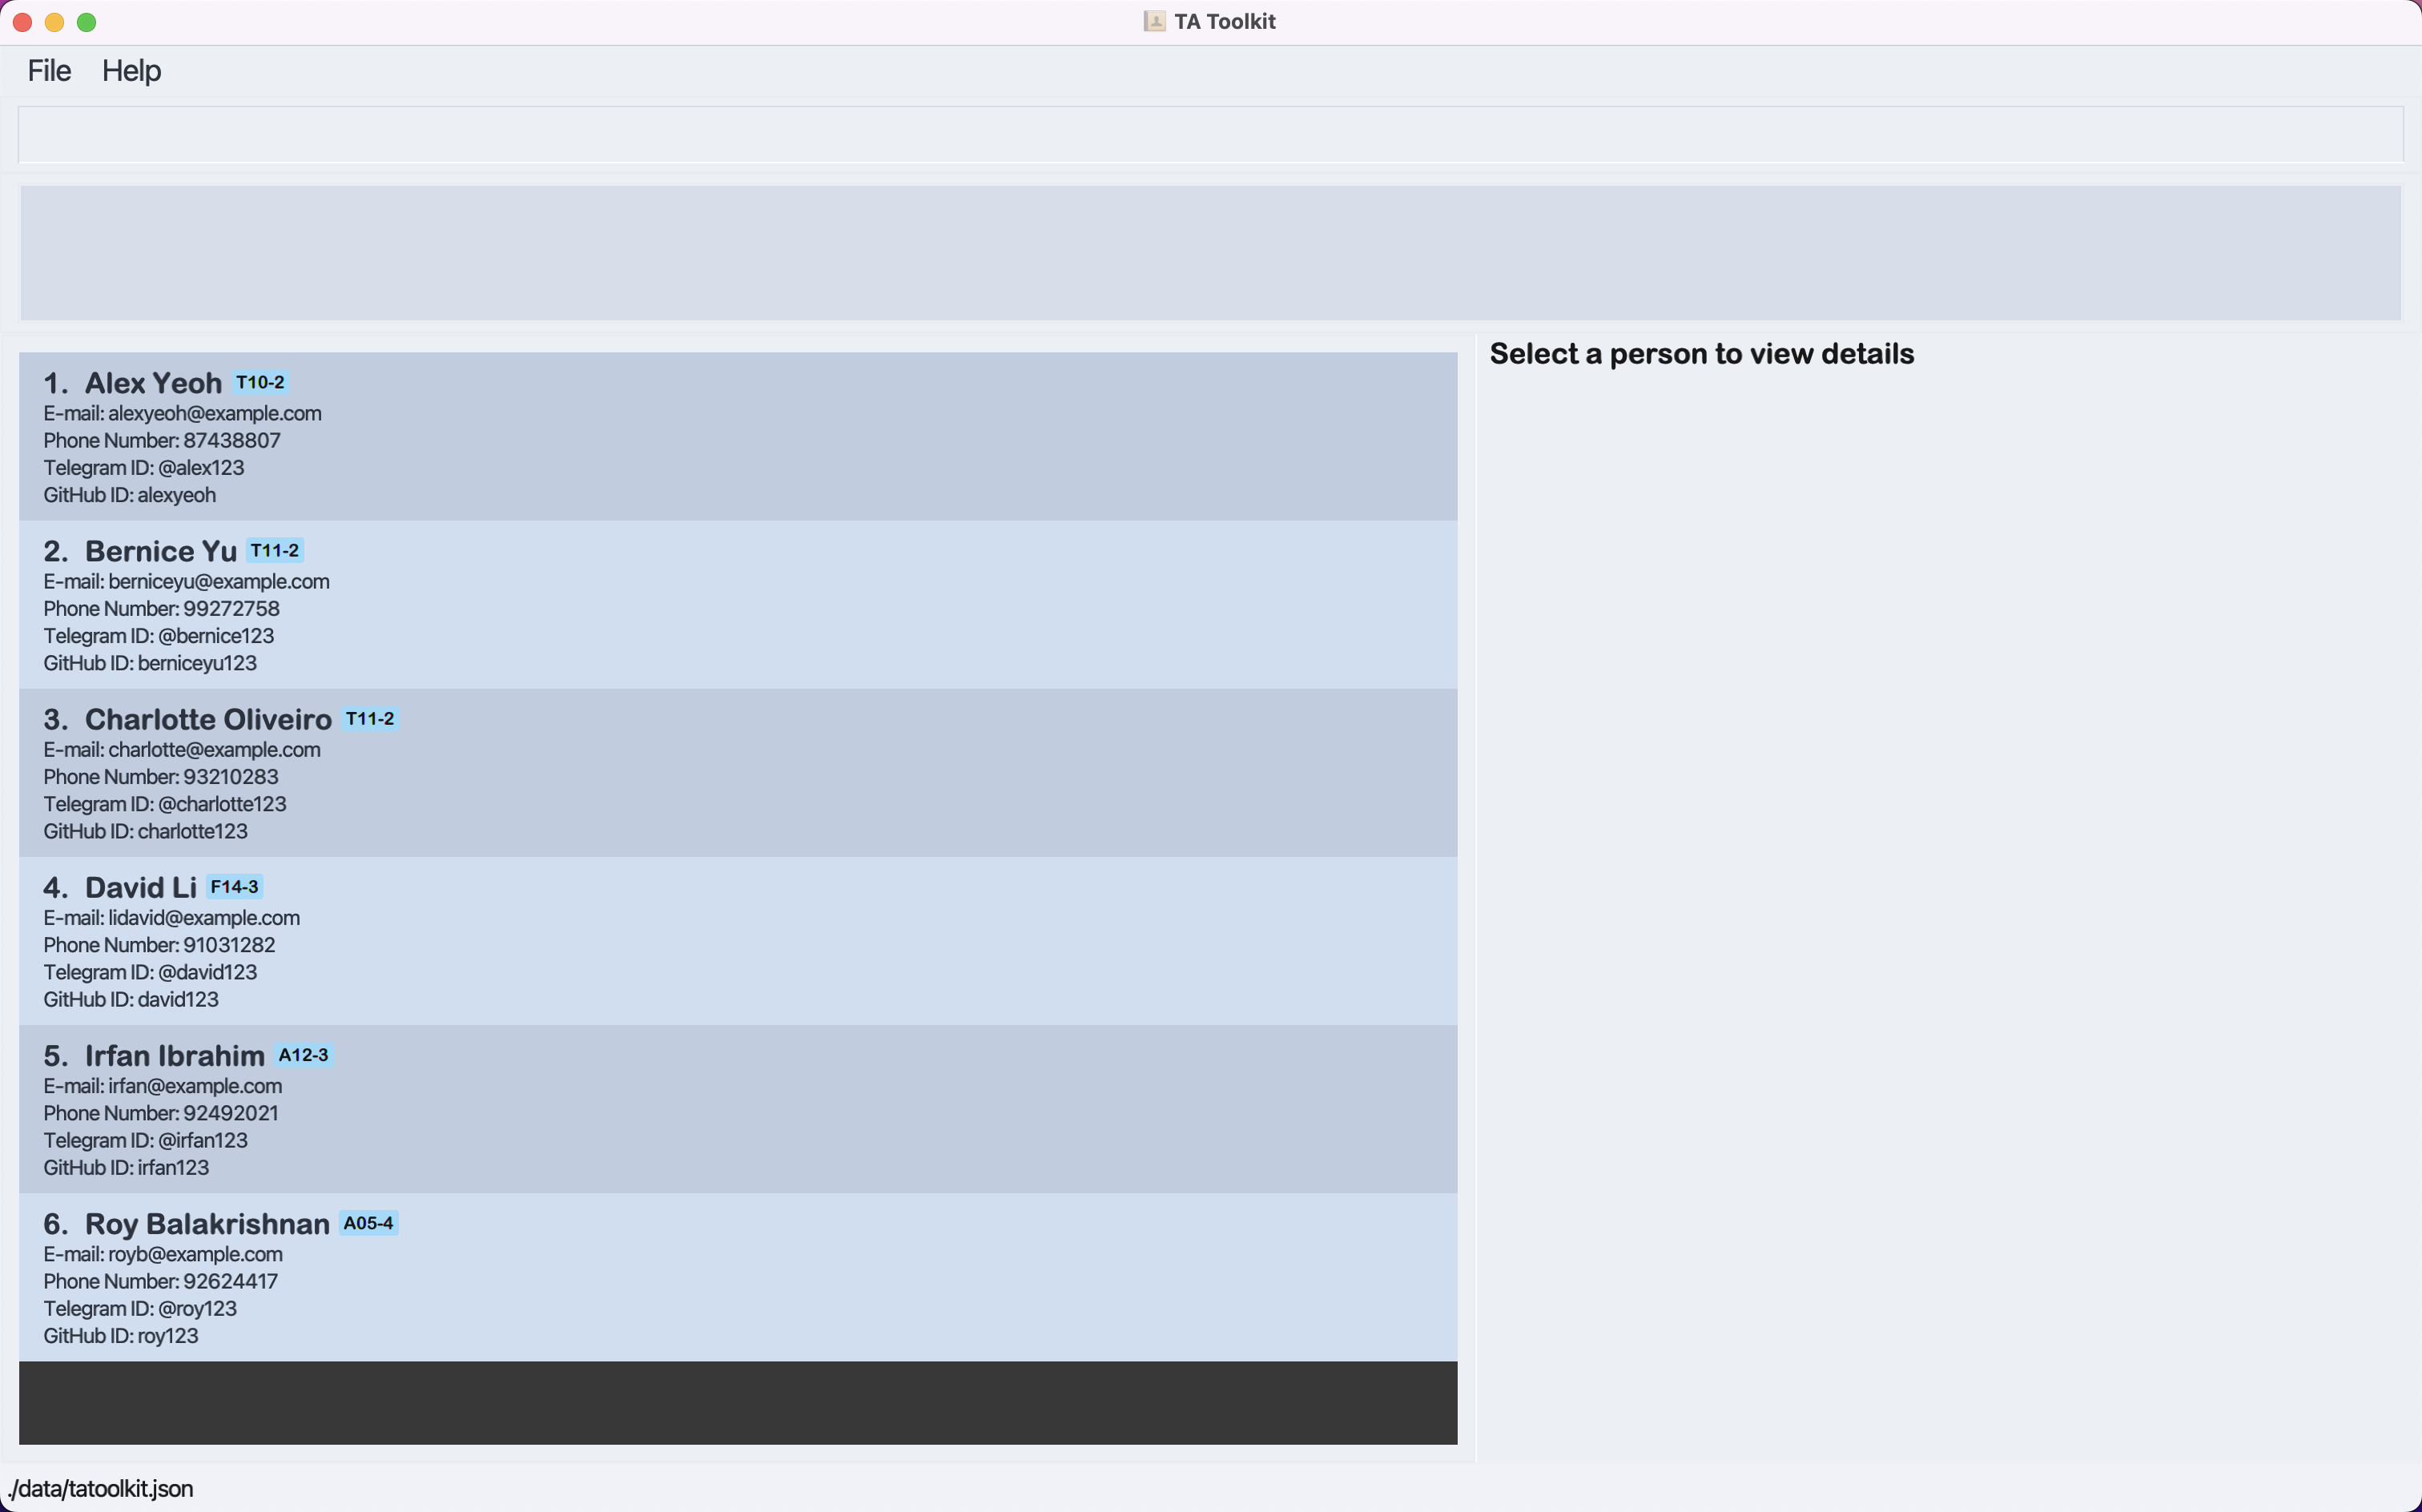 TA Toolkit
File Help
1. Alex Yeoh T10-2
E-mail: alexyeoh@example.com
Phone Number: 87438807
Telegram ID: @alex123
GitHub ID: alexyeoh
2. Bernice Yu T11-2
E-mail: berniceyu@example.com
Phone Number: 99272758
Telegram ID: @bernice123
GitHub ID: berniceyu123
3. Charlotte Oliveiro T11-2
E-mail: charlotte@example.com
Phone Number: 93210283
Telegram ID: @charlotte123
GitHub ID: charlotte123
4. David Li F14-3
E-mail: lidavid@example.com
Phone Number: 91031282
Telegram ID: @david123
GitHub ID: david123
5. Irfan Ibrahim A12-3
E-mail: irfan@example.com
Phone Number: 92492021
Telegram ID: @irfan123
GitHub ID: irfan123
6. Roy Balakrishnan A05-4
E-mail: royb@example.com
Phone Number: 92624417
Telegram ID: @roy123
GitHub ID: roy123
Select a person to view details
./data/tatoolkit.json